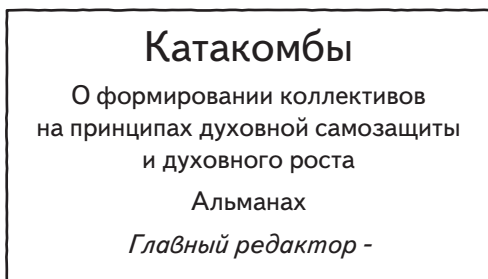 Катакомбы
О формировании коллективов
на принципах духовной самозащиты
и духовного роста
Альманах
Главный редактор -